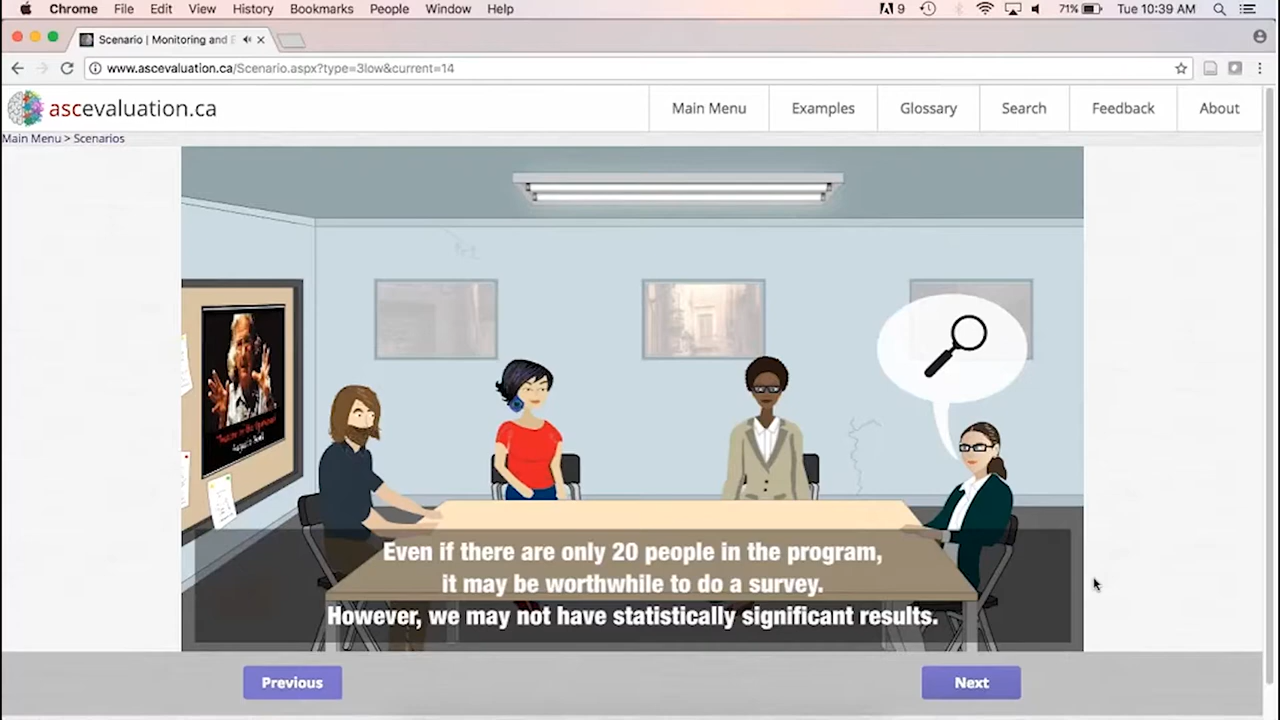 Chrome File Edit View History Bookmarks People Window Help 9 71% Tue 10:39 AM
Scenario | Monitoring and E
www.ascevaluation.ca/Scenario.aspx?type=3low&current=14
ascevaluation.ca Main Menu Examples Glossary Search Feedback About
Main Menu > Scenarios
Even if there are only 20 people in the program,
it may be worthwhile to do a survey.
However, we may not have statistically significant results.
Previous Next